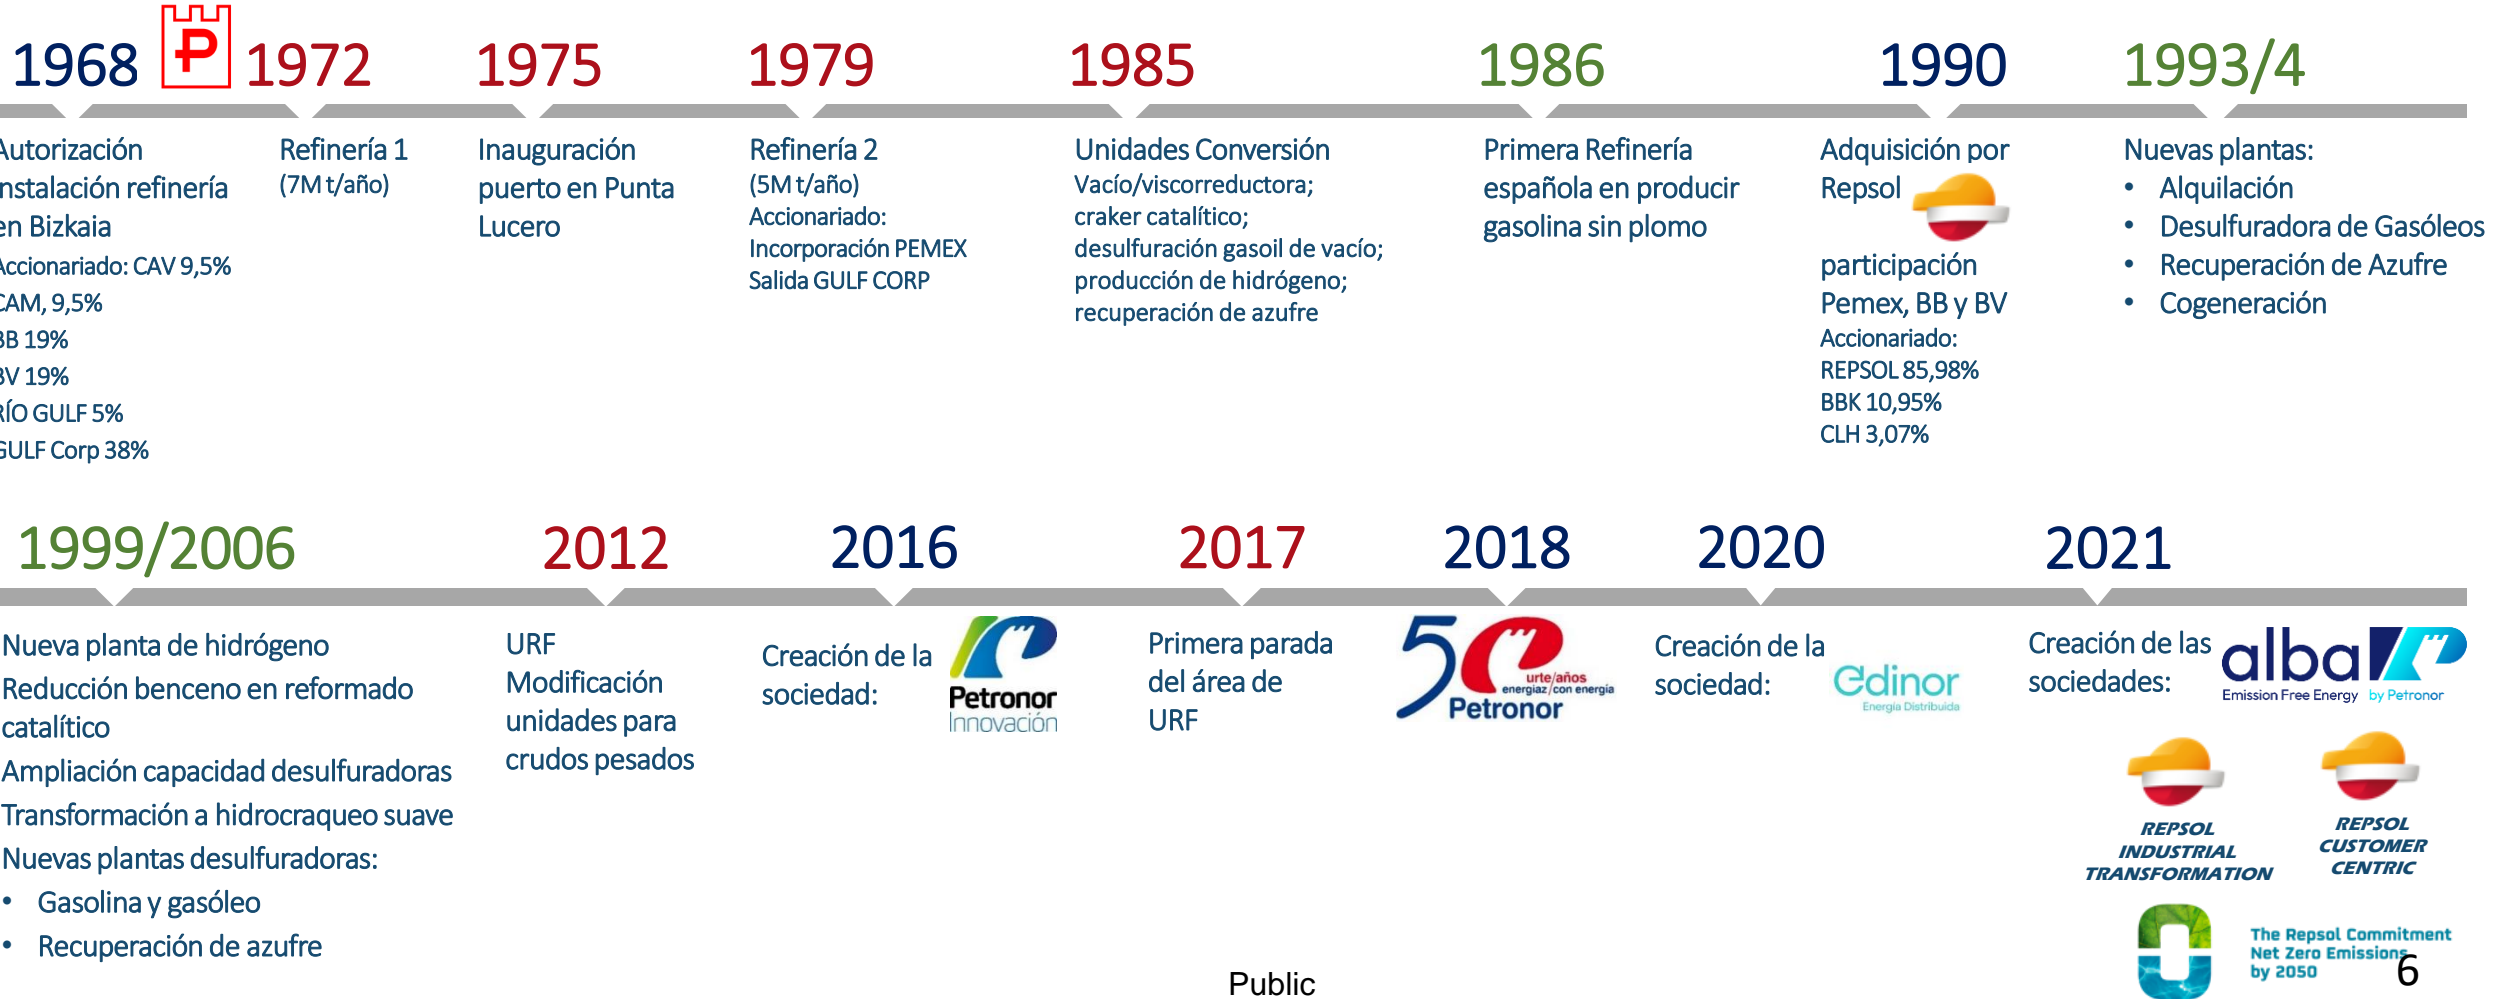 1968
Autorización
instalación refinería
en Bizkaia
Accionariado: CAV 9,5%
CAM, 9,5%
BB 19%
BV 19%
RÍO GULF 5%
GULF Corp 38%
1972
Refinería 1
(7M t/año)
1975
Inauguración
puerto en Punta
Lucero
1979
Refinería 2
(5M t/año)
Accionariado:
Incorporación PEMEX
Salida GULF CORP
1985
Unidades Conversión
Vacío/viscorreductora;
craker catalítico;
desulfuración gasoil de vacío;
producción de hidrógeno;
recuperación de azufre
1986
Primera Refinería
española en producir
gasolina sin plomo
1990
Adquisición por
Repsol
participación
Pemex, BB y BV
Accionariado:
REPSOL 85,98%
BBK 10,95%
CLH 3,07%
1993/4
Nuevas plantas:
• Alquilación
• Desulfuradora de Gasóleos
• Recuperación de Azufre
• Cogeneración
1999/2006
Nueva planta de hidrógeno
Reducción benceno en reformado
catalítico
Ampliación capacidad desulfuradoras
Transformación a hidrocraqueo suave
Nuevas plantas desulfuradoras:
• Gasolina y gasóleo
• Recuperación de azufre
2012
URF
Modificación
unidades para
crudos pesados
2016
Creación de la
sociedad:
Petronor
Innovación
2017
Primera parada
del área de
URF
2018
50
urte/años
energiaz/con energía
Petronor
2020
Creación de la
sociedad:
edinor
Energía Distribuida
2021
Creación de las
sociedades:
alba
Emission Free Energy by Petronor
REPSOL
INDUSTRIAL
TRANSFORMATION
REPSOL
CUSTOMER
CENTRIC
The Repsol Commitment
Net Zero Emissions
by 2050
Public
6